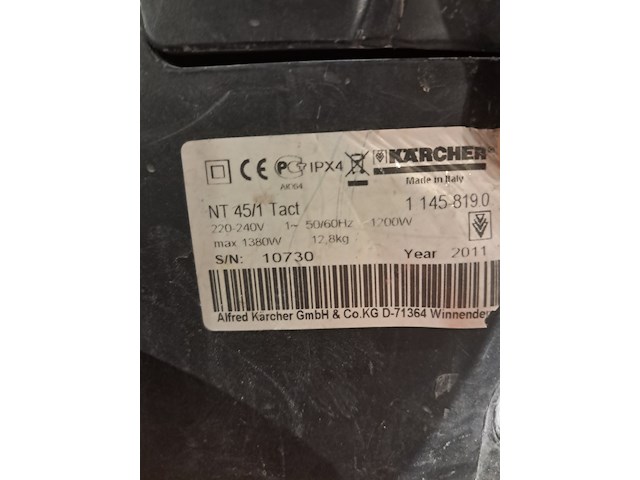 CE IPX4 KÄRCHER
Made in Italy
NT 45/1 Tact 1 145-819.0
220-240V 1~ 50/60Hz 1200W
max 1380W 12,8kg
S/N: 10730 Year 2011
Alfred Kärcher GmbH & Co.KG D-71364 Winnenden